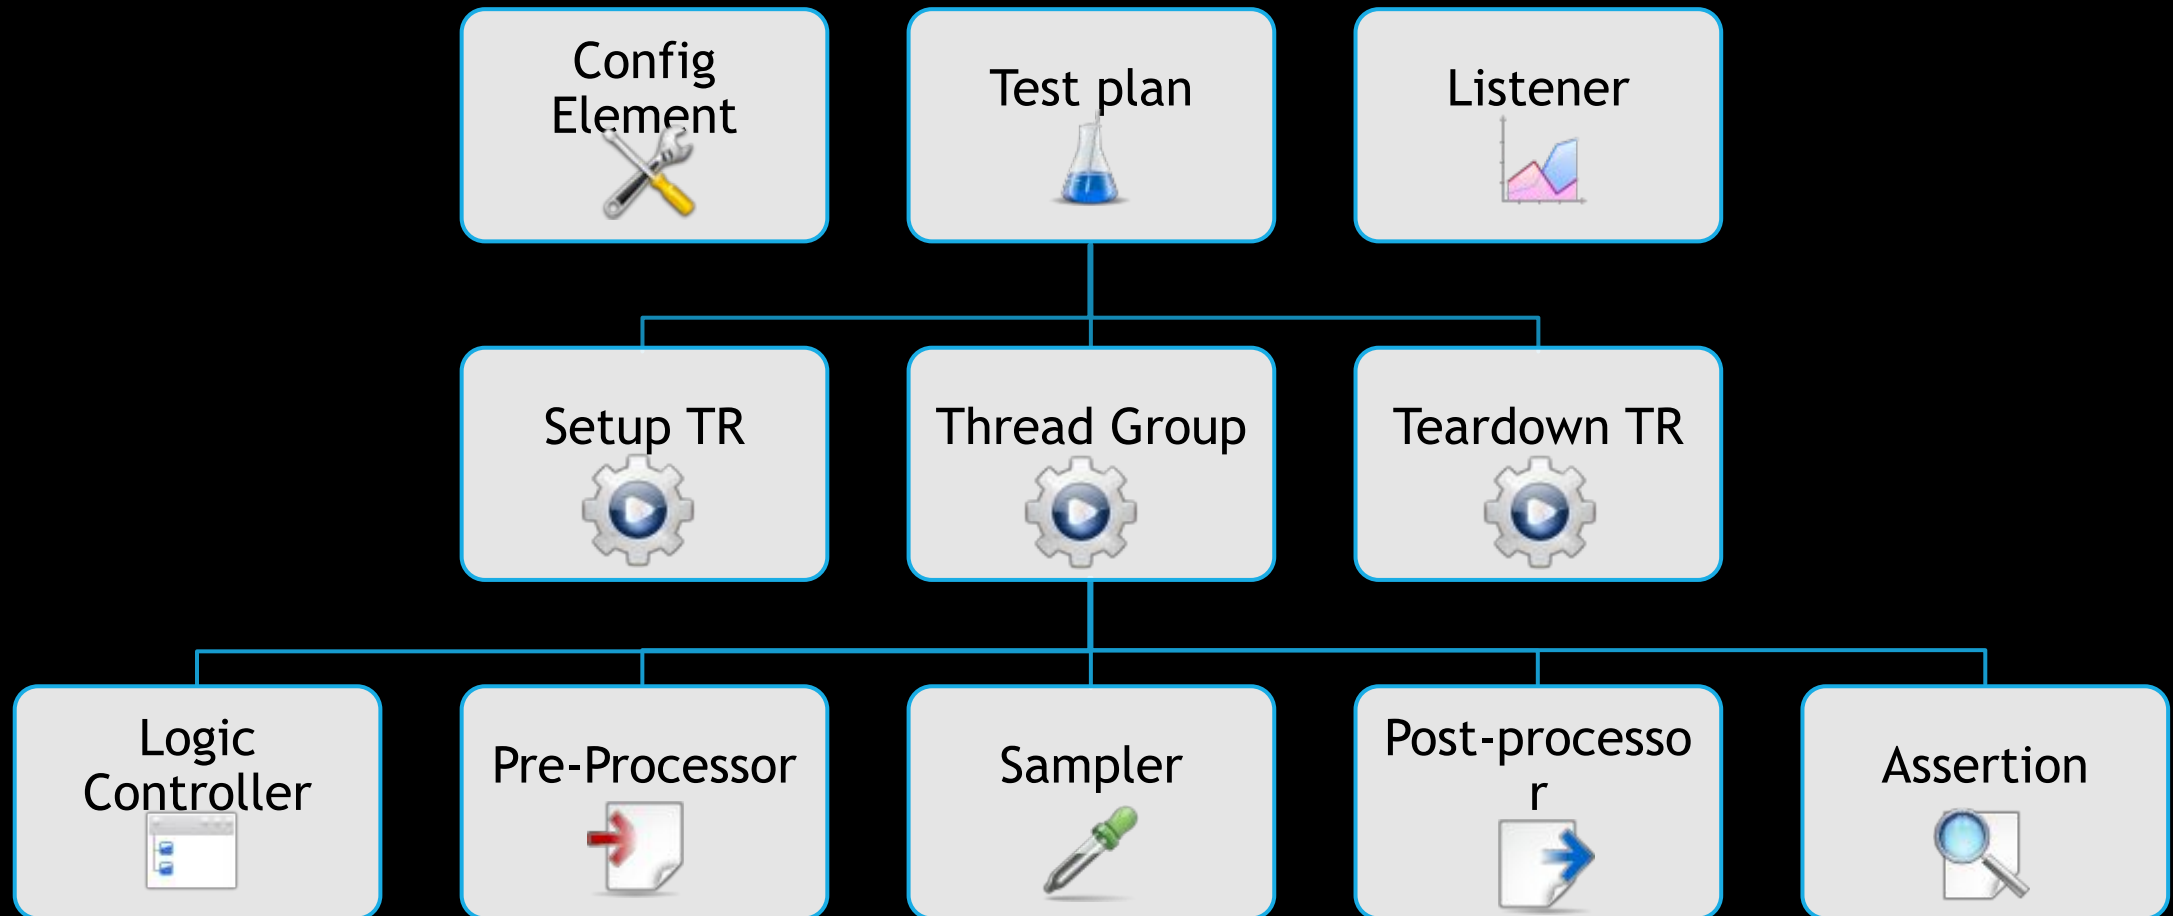 Config
Element
Test plan
Listener
Setup TR
Thread Group
Teardown TR
Logic
Controller
Pre-Processor
Sampler
Post-processo
r
Assertion